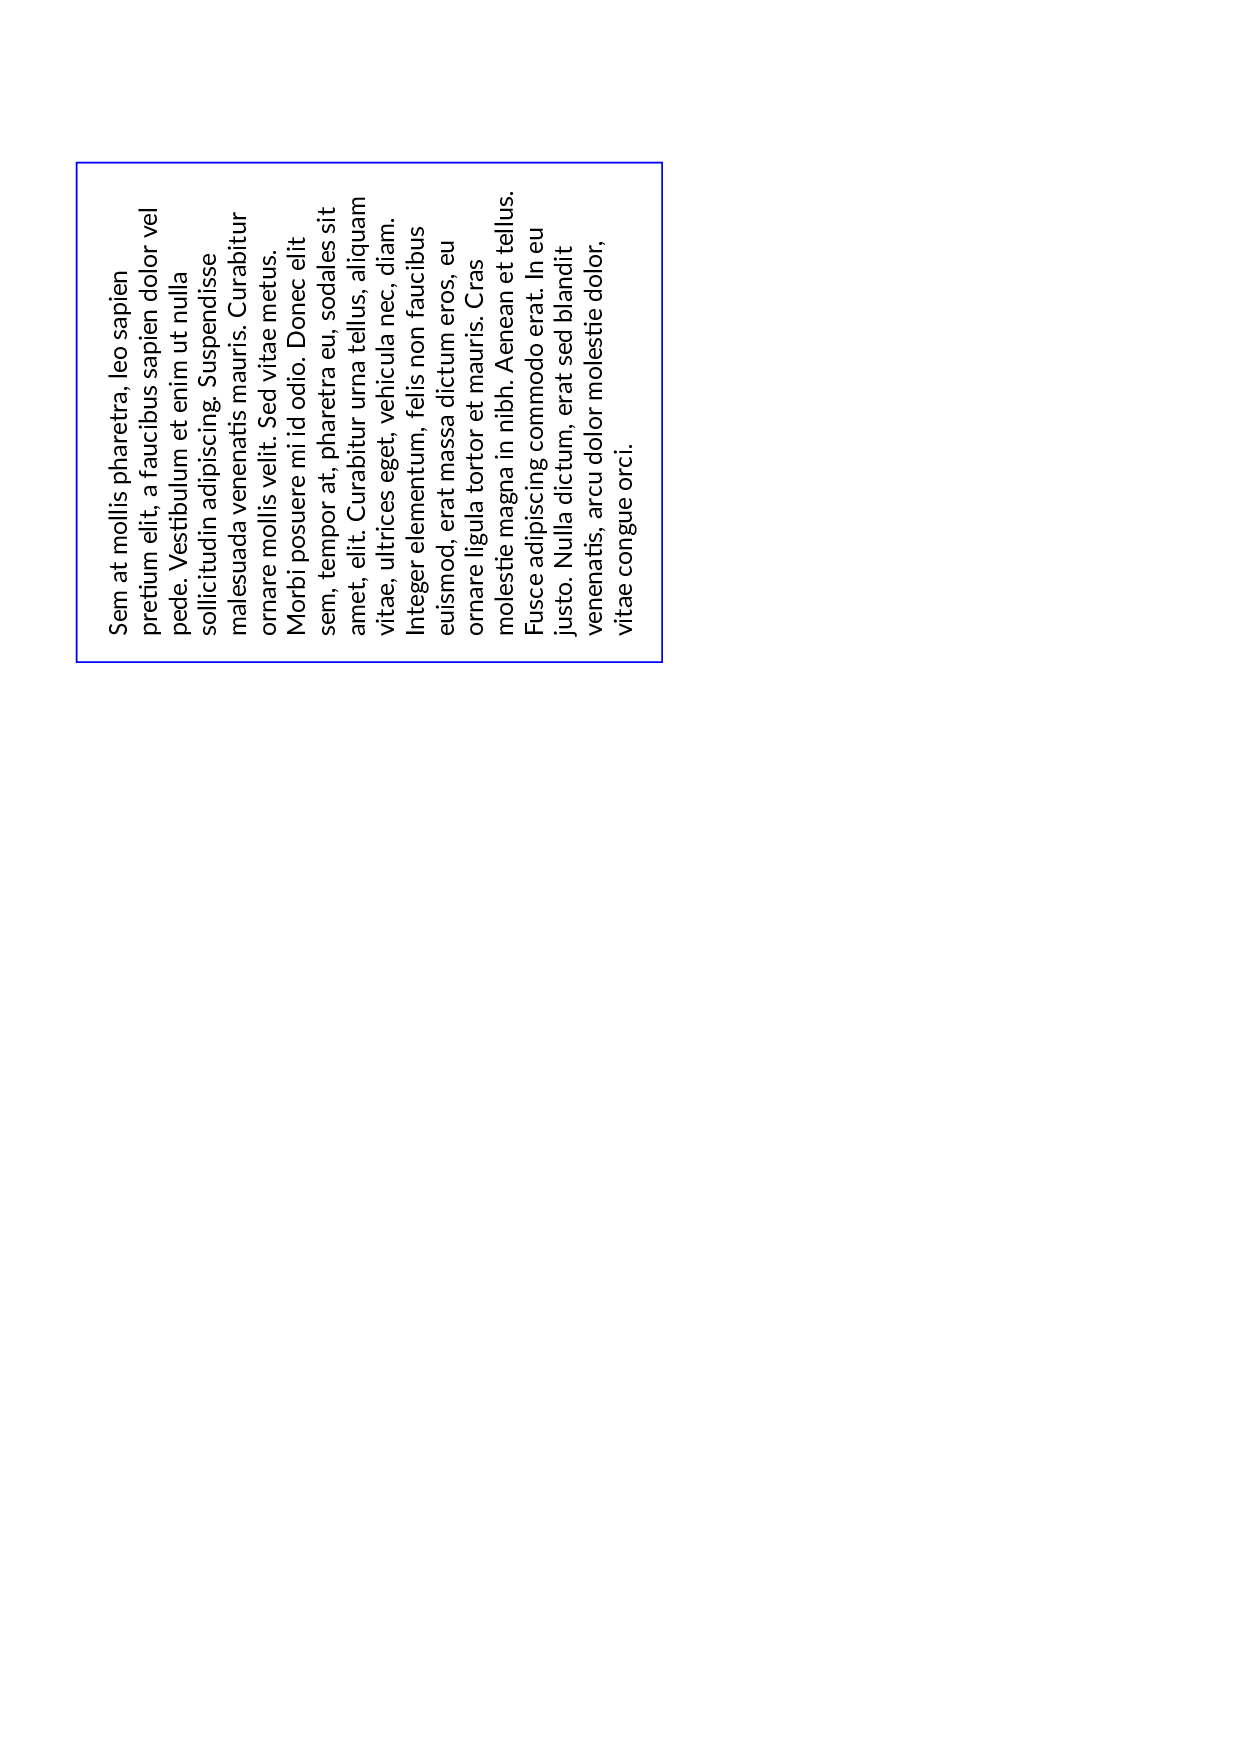 Sem at mollis pharetra, leo sapien
pretium elit, a faucibus sapien dolor vel
pede. Vestibulum et enim ut nulla
sollicitudin adipiscing. Suspendisse
malesuada venenatis mauris. Curabitur
ornare mollis velit. Sed vitae metus.
Morbi posuere mi id odio. Donec elit
sem, tempor at, pharetra eu, sodales sit
amet, elit. Curabitur urna tellus, aliquam
vitae, ultrices eget, vehicula nec, diam.
Integer elementum, felis non faucibus
euismod, erat massa dictum eros, eu
ornare ligula tortor et mauris. Cras
molestie magna in nibh. Aenean et tellus.
Fusce adipiscing commodo erat. In eu
justo. Nulla dictum, erat sed blandit
venenatis, arcu dolor molestie dolor,
vitae congue orci.